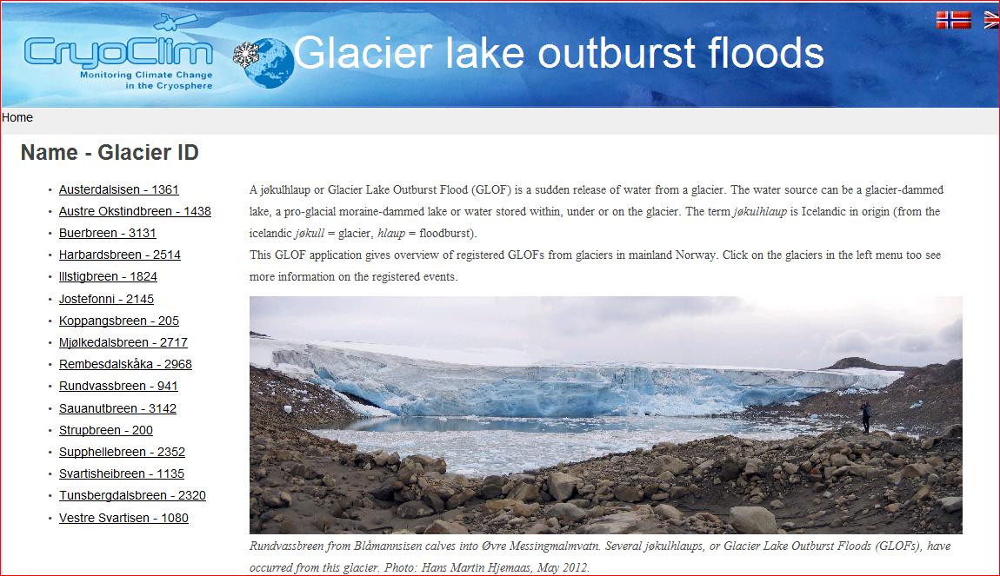 CryoClim
Monitoring Climate Change
in the Cryosphere
Glacier lake outburst floods
Home
Name - Glacier ID
• Austerdalsisen - 1361
• Austre Okstindbreen - 1438
• Buerbreen - 3131
• Harbardsbreen - 2514
• Illstigbreen - 1824
• Jostefonni - 2145
• Koppangsbreen - 205
• Mjølkedalsbreen - 2717
• Rembesdalskåka - 2968
• Rundvassbreen - 941
• Sauanutbreen - 3142
• Strupbreen - 200
• Supphellebreen - 2352
• Svartisheibreen - 1135
• Tunsbergdalsbreen - 2320
• Vestre Svartisen - 1080
A jøkulhlaup or Glacier Lake Outburst Flood (GLOF) is a sudden release of water from a glacier. The water source can be a glacier-dammed
lake, a pro-glacial moraine-dammed lake or water stored within, under or on the glacier. The term jøkulhlaup is Icelandic in origin (from the
icelandic jøkull = glacier, hlaup = floodburst).
This GLOF application gives overview of registered GLOFs from glaciers in mainland Norway. Click on the glaciers in the left menu too see
more information on the registered events.
Rundvassbreen from Blåmannsisen calves into Øvre Messingmalmvatn. Several jøkulhlaups, or Glacier Lake Outburst Floods (GLOFs), have
occurred from this glacier. Photo: Hans Martin Hjemaas, May 2012.